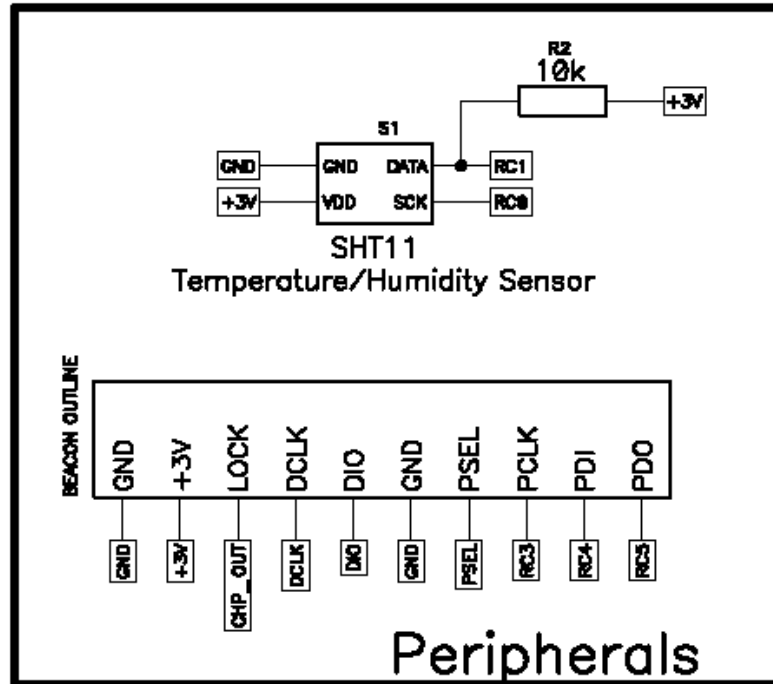 R2
10k
+3V
S1
GND GND DATA RC1
+3V VDD SCK RC0
SHT11
Temperature/Humidity Sensor
BEACON OUTLINE
GND +3V LOCK DCLK DIO GND PSEL PCLK PDI PDO
GND +3V CHP_OUT DCLK DIO GND PSEL RC3 RC4 RC5
Peripherals